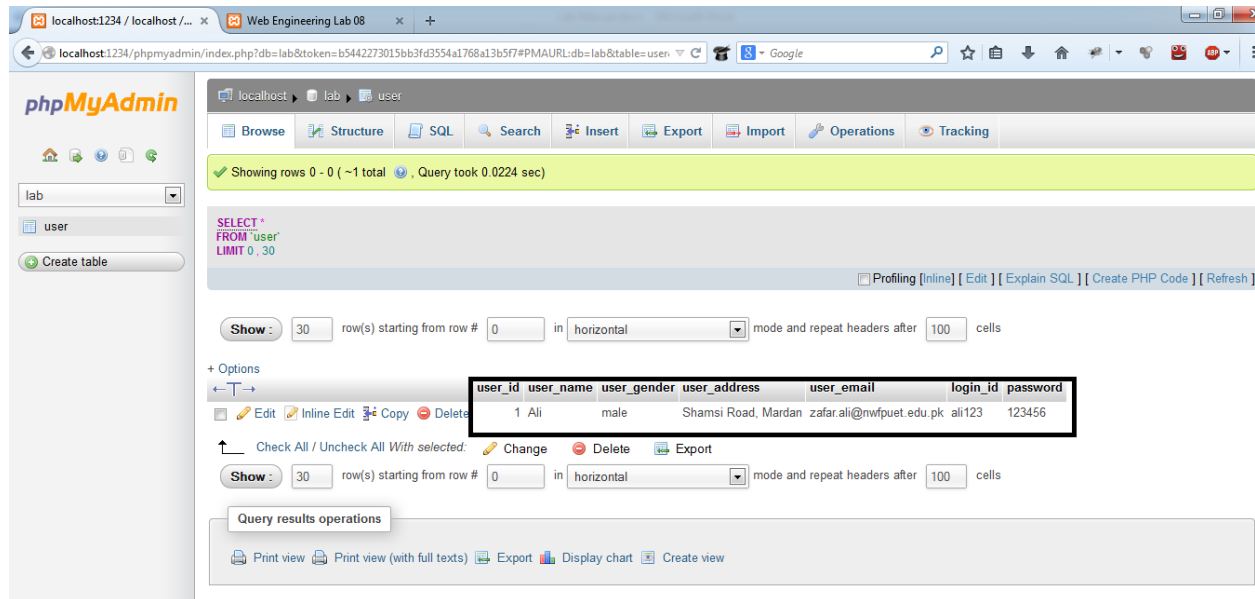 localhost:1234 / localhost /... × Web Engineering Lab 08 × +
localhost:1234/phpmyadmin/index.php?db=lab&token=b5442273015bb3fd3554a1768a13b5f7#PMAURL:db=lab&table=user Google
phpMyAdmin
lab
user
Create table
localhost ▸ lab ▸ user
Browse Structure SQL Search Insert Export Import Operations Tracking
Showing rows 0 - 0 ( ~1 total , Query took 0.0224 sec)
SELECT *
FROM `user`
LIMIT 0 , 30
Profiling [Inline] [ Edit ] [ Explain SQL ] [ Create PHP Code ] [ Refresh ]
Show : 30 row(s) starting from row # 0 in horizontal mode and repeat headers after 100 cells
+ Options
←T→ user_id user_name user_gender user_address user_email login_id password
Edit Inline Edit Copy Delete 1 Ali male Shamsi Road, Mardan zafar.ali@nwfpuet.edu.pk ali123 123456
Check All / Uncheck All With selected: Change Delete Export
Show : 30 row(s) starting from row # 0 in horizontal mode and repeat headers after 100 cells
Query results operations
Print view Print view (with full texts) Export Display chart Create view